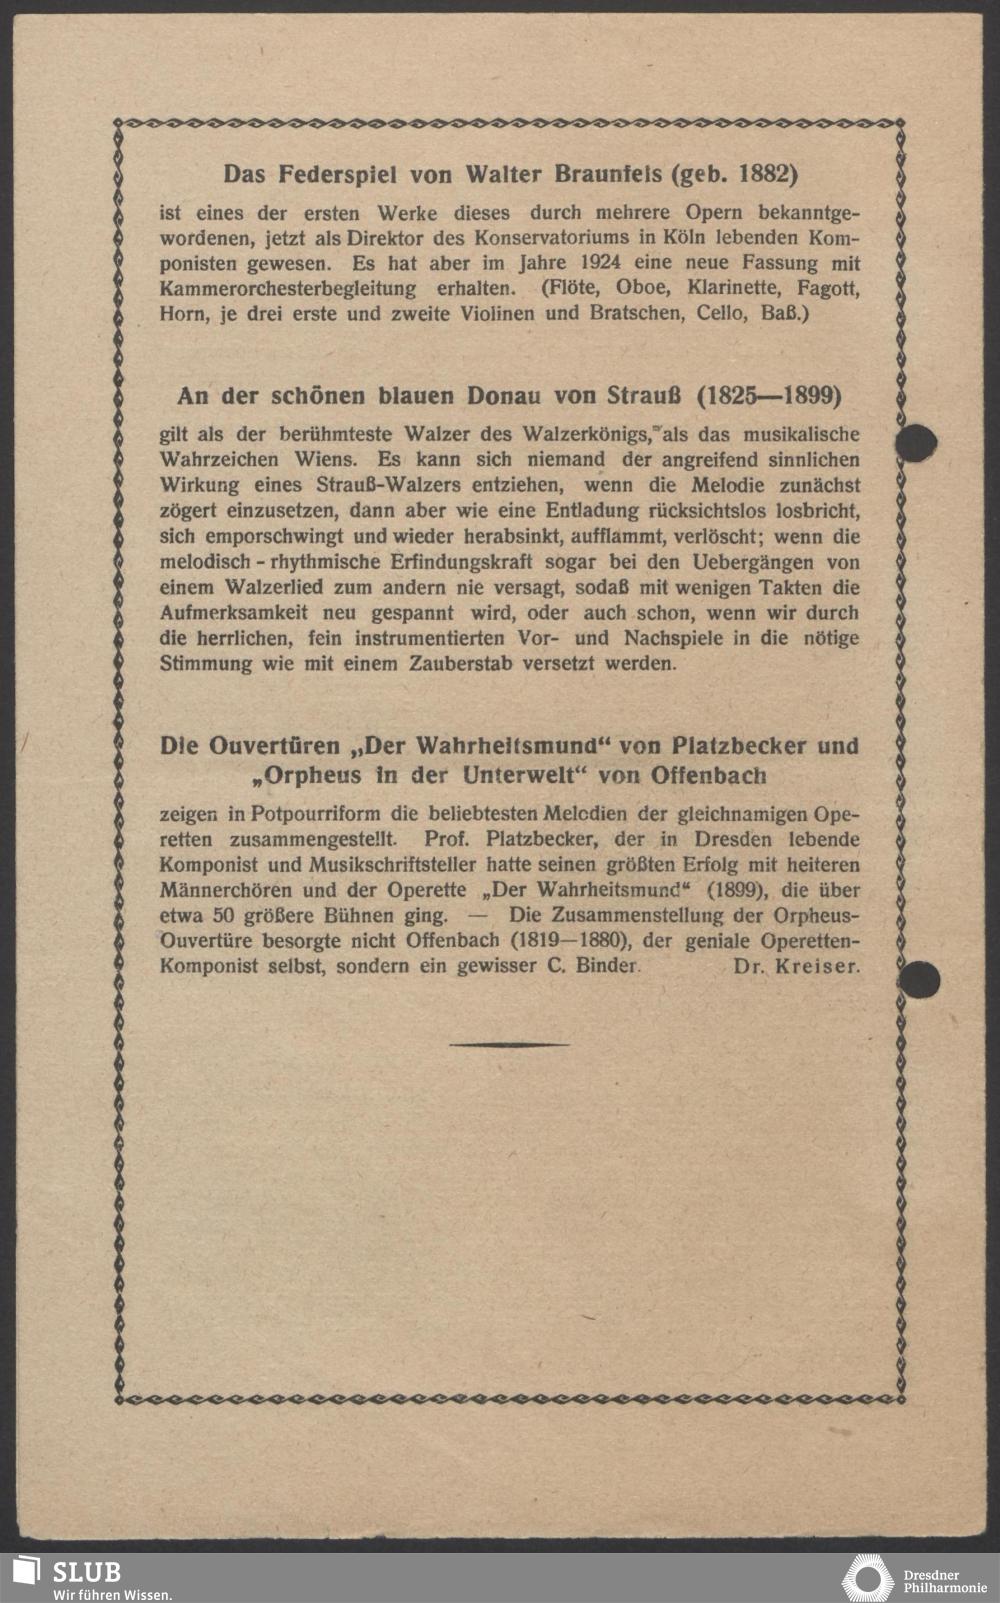 Das Federspiel von Walter Braunfels (geb. 1882)
ist eines der ersten Werke dieses durch mehrere Opern bekanntge-
wordenen, jetzt als Direktor des Konservatoriums in Köln lebenden Kom-
ponisten gewesen. Es hat aber im Jahre 1924 eine neue Fassung mit
Kammerorchesterbegleitung erhalten. (Flöte, Oboe, Klarinette, Fagott,
Horn, je drei erste und zweite Violinen und Bratschen, Cello, Baß.)
An der schönen blauen Donau von Strauß (1825—1899)
gilt als der berühmteste Walzer des Walzerkönigs, als das musikalische
Wahrzeichen Wiens. Es kann sich niemand der angreifend sinnlichen
Wirkung eines Strauß-Walzers entziehen, wenn die Melodie zunächst
zögert einzusetzen, dann aber wie eine Entladung rücksichtslos losbricht,
sich emporschwingt und wieder herabsinkt, aufflammt, verlöscht; wenn die
melodisch - rhythmische Erfindungskraft sogar bei den Uebergängen von
einem Walzerlied zum andern nie versagt, sodaß mit wenigen Takten die
Aufmerksamkeit neu gespannt wird, oder auch schon, wenn wir durch
die herrlichen, fein instrumentierten Vor- und Nachspiele in die nötige
Stimmung wie mit einem Zauberstab versetzt werden.
Die Ouvertüren „Der Wahrheitsmund“ von Platzbecker und
„Orpheus in der Unterwelt“ von Offenbach
zeigen in Potpourriform die beliebtesten Melodien der gleichnamigen Ope-
retten zusammengestellt. Prof. Platzbecker, der in Dresden lebende
Komponist und Musikschriftsteller hatte seinen größten Erfolg mit heiteren
Männerchören und der Operette „Der Wahrheitsmund“ (1899), die über
etwa 50 größere Bühnen ging. — Die Zusammenstellung der Orpheus-
Ouvertüre besorgte nicht Offenbach (1819—1880), der geniale Operetten-
Komponist selbst, sondern ein gewisser C. Binder. Dr. Kreiser.
SLUB
Wir führen Wissen.
Dresdner
Philharmonie